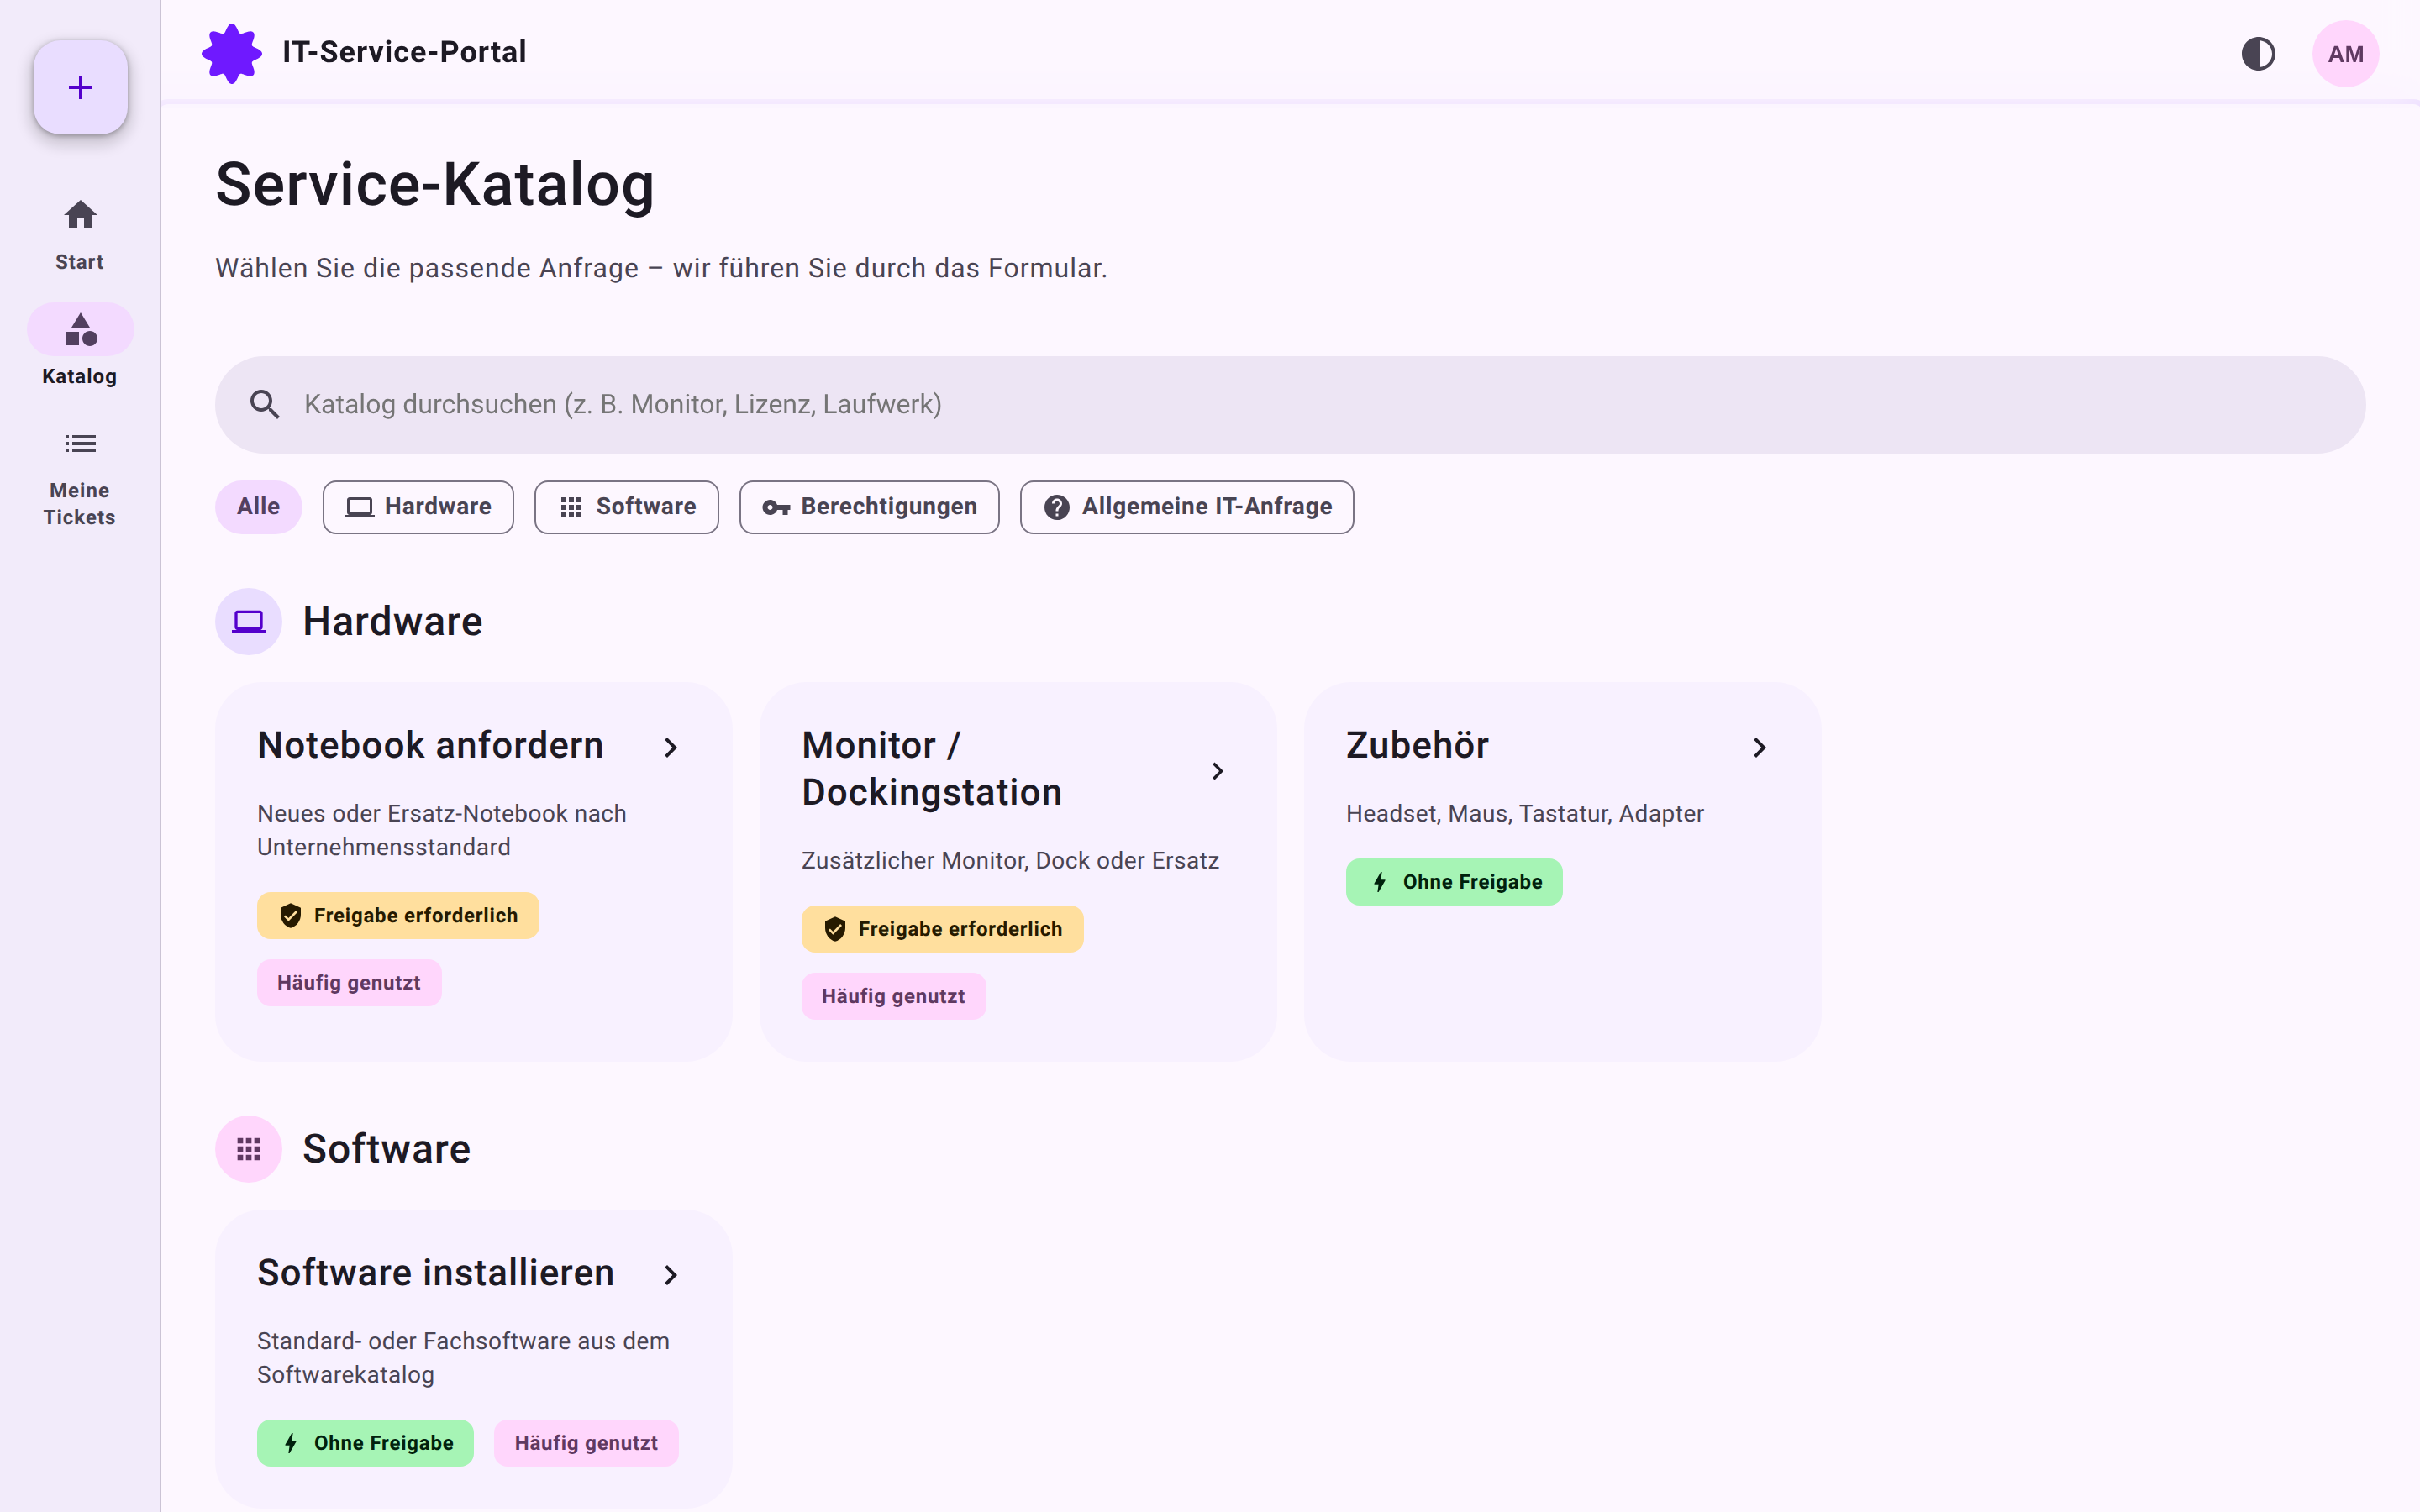 IT-Service-Portal
AM
Start
Katalog
Meine
Tickets
Service-Katalog
Wählen Sie die passende Anfrage – wir führen Sie durch das Formular.
Katalog durchsuchen (z. B. Monitor, Lizenz, Laufwerk)
Alle
Hardware
Software
Berechtigungen
Allgemeine IT-Anfrage
Hardware
Notebook anfordern
Neues oder Ersatz-Notebook nach
Unternehmensstandard
Freigabe erforderlich
Häufig genutzt
Monitor /
Dockingstation
Zusätzlicher Monitor, Dock oder Ersatz
Freigabe erforderlich
Häufig genutzt
Zubehör
Headset, Maus, Tastatur, Adapter
Ohne Freigabe
Software
Software installieren
Standard- oder Fachsoftware aus dem
Softwarekatalog
Ohne Freigabe
Häufig genutzt